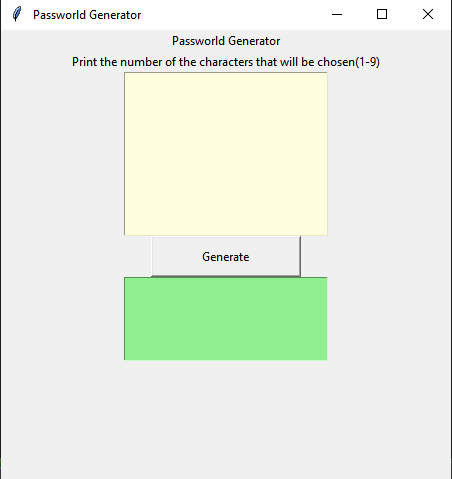 Passworld Generator
Passworld Generator
Print the number of the characters that will be chosen(1-9)
Generate